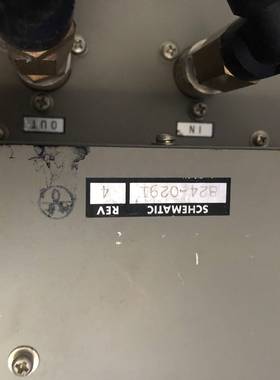 SCHEMATIC REV
824-0291 4
O
IN OUT